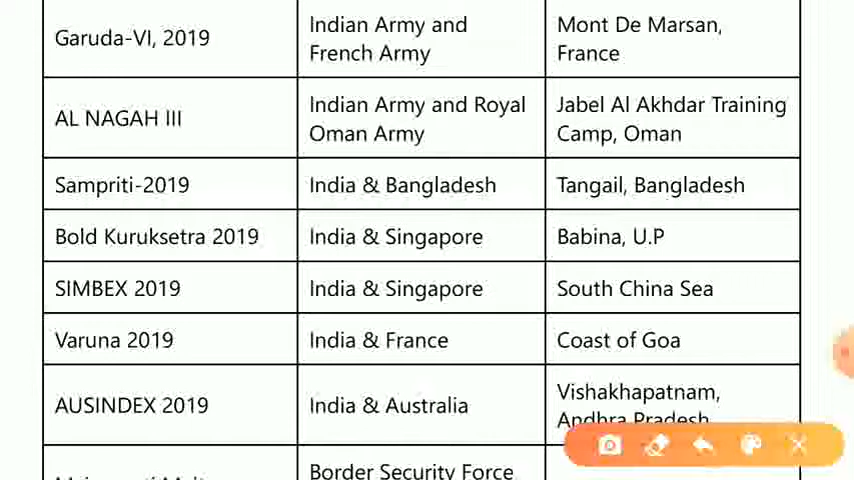 Garuda-VI, 2019
Indian Army and
French Army
Mont De Marsan,
France
AL NAGAH III
Indian Army and Royal
Oman Army
Jabel Al Akhdar Training
Camp, Oman
Sampriti-2019
India & Bangladesh
Tangail, Bangladesh
Bold Kuruksetra 2019
India & Singapore
Babina, U.P
SIMBEX 2019
India & Singapore
South China Sea
Varuna 2019
India & France
Coast of Goa
AUSINDEX 2019
India & Australia
Vishakhapatnam,
Andhra Pradesh
Border Security Force